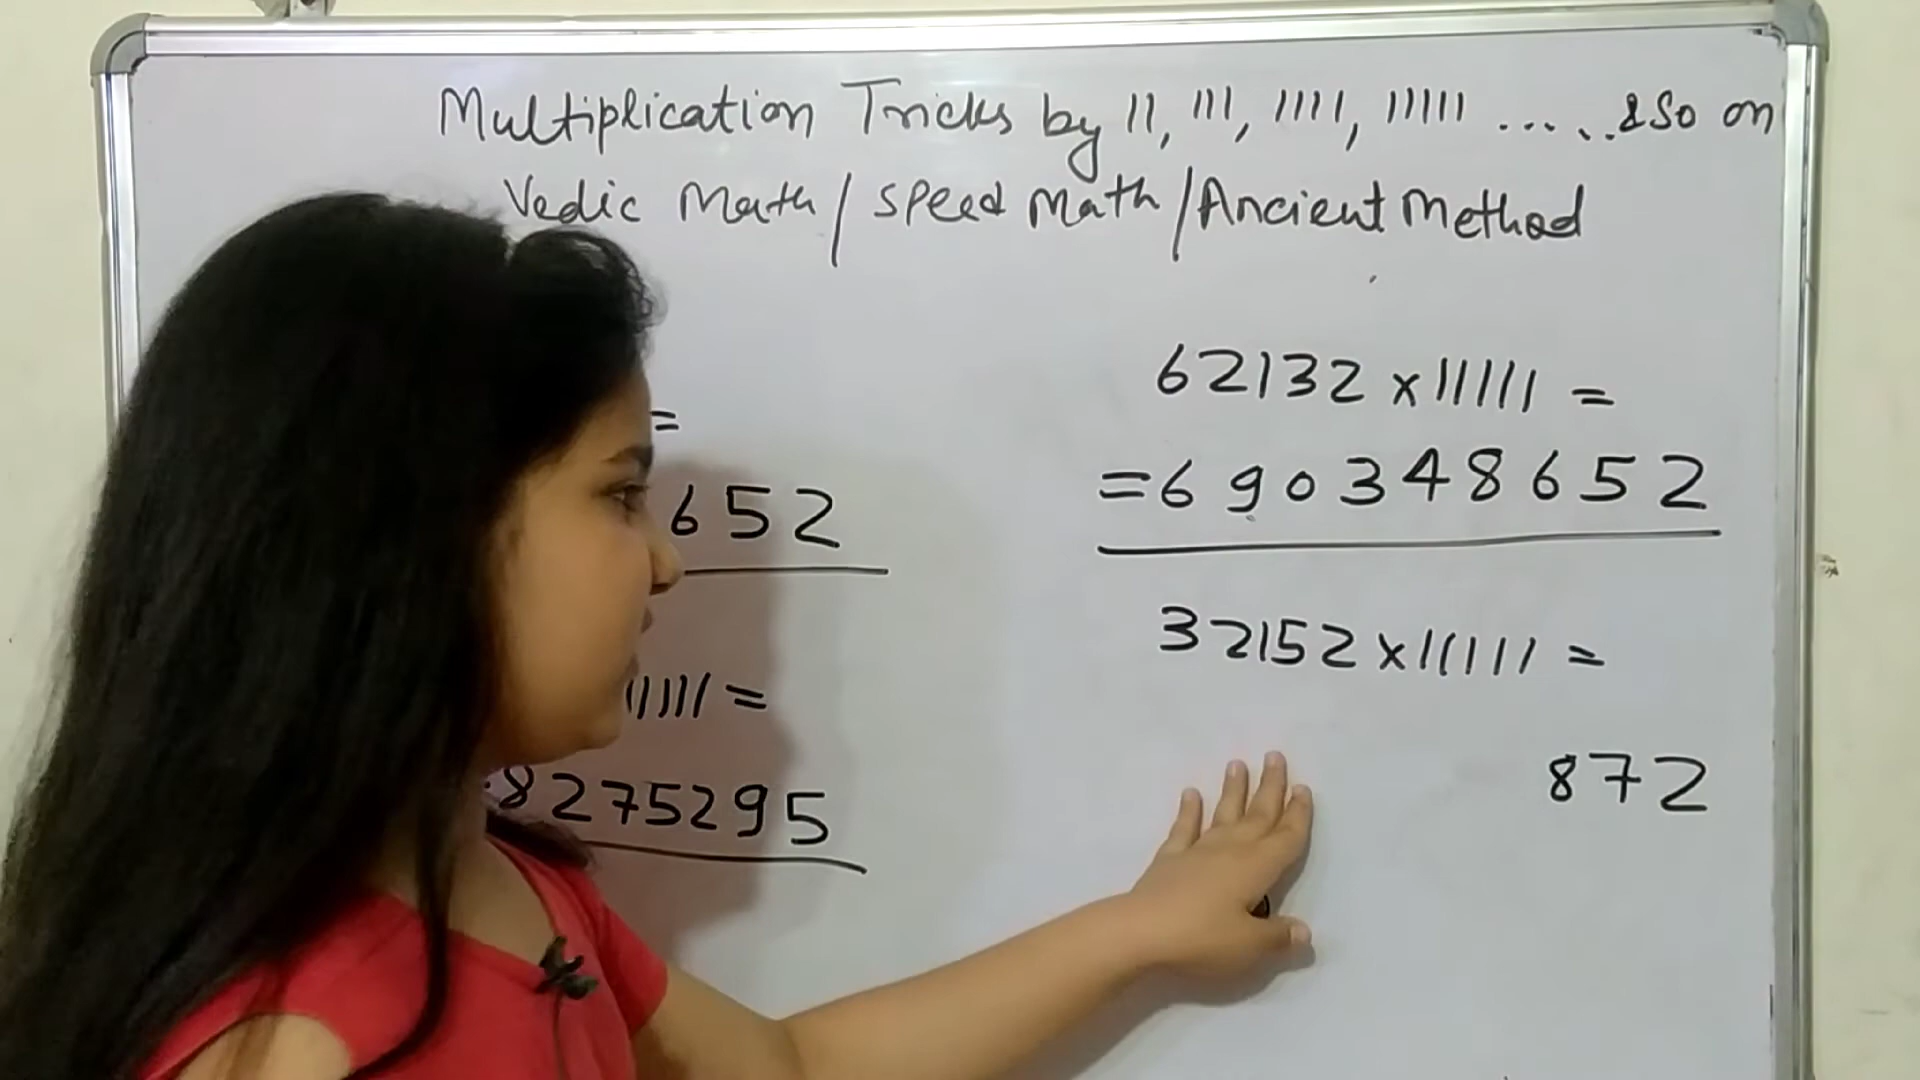 Multiplication Tricks by 11, 111, 1111, 11111 ..... & So on
Vedic Math / Speed Math / Ancient Method
=
652
11111 =
8275295
62132 x 11111 =
= 690348652
32152 x 11111 =
872